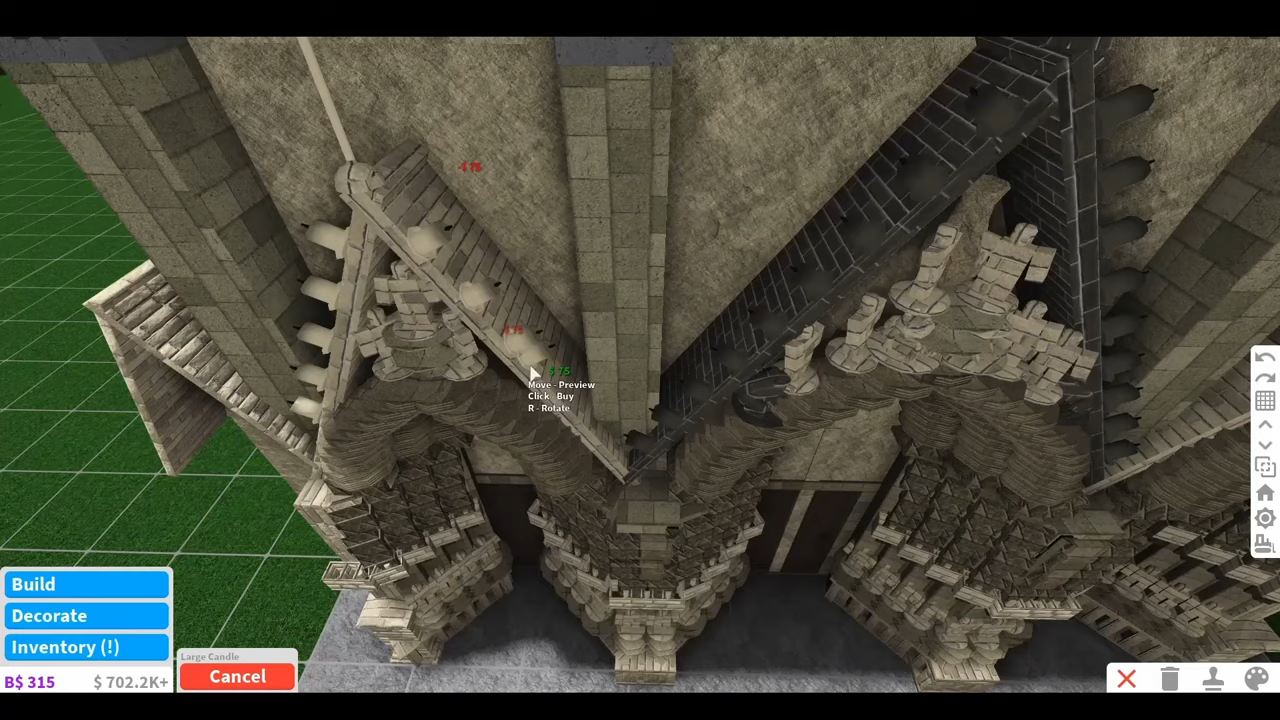 $ 75
Move - Preview
Click - Buy
R - Rotate
Build
Decorate
Inventory (!)
Large Candle
Cancel
B$ 315
$ 702.2K+